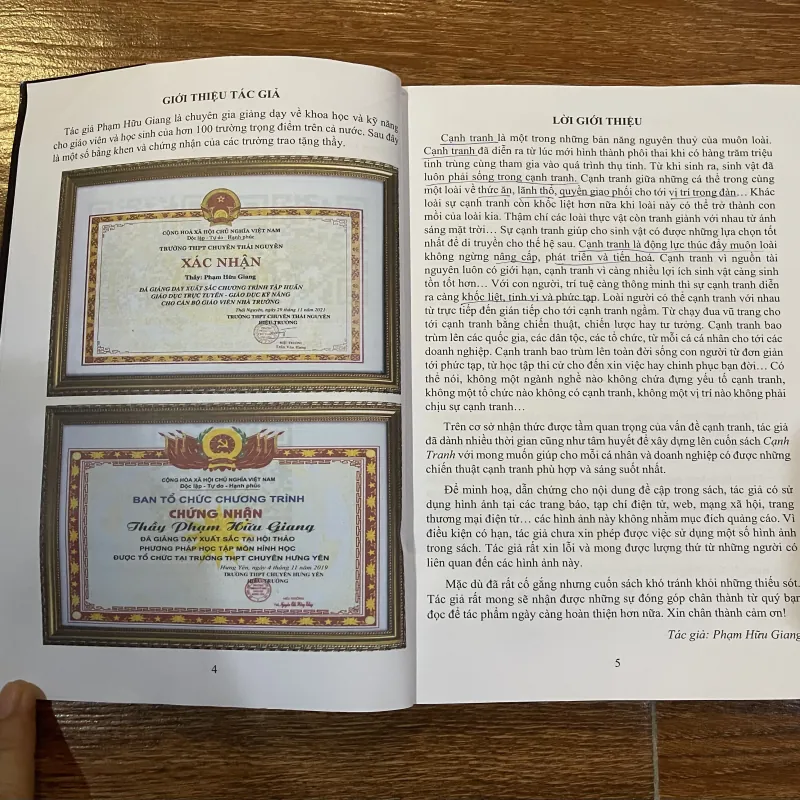 GIỚI THIỆU TÁC GIẢ
Tác giả Phạm Hữu Giang là chuyên gia giảng dạy về khoa học và kỹ năng
cho giáo viên và học sinh của hơn 100 trường trọng điểm trên cả nước. Sau đây
là một số bằng khen và chứng nhận của các trường trao tặng thầy.
CỘNG HOÀ XÃ HỘI CHỦ NGHĨA VIỆT NAM
Độc lập - Tự do - Hạnh phúc
TRƯỜNG THPT CHUYÊN THÁI NGUYÊN
XÁC NHẬN
Thầy: Phạm Hữu Giang
ĐÃ GIẢNG DẠY XUẤT SẮC CHƯƠNG TRÌNH TẬP HUẤN
GIÁO DỤC TRỰC TUYẾN - GIÁO DỤC KỸ NĂNG
CHO CÁN BỘ GIÁO VIÊN NHÀ TRƯỜNG
Thái Nguyên, ngày 29 tháng 11 năm 2021
TRƯỜNG THPT CHUYÊN THÁI NGUYÊN
HIỆU TRƯỞNG
CỘNG HOÀ XÃ HỘI CHỦ NGHĨA VIỆT NAM
Độc lập - Tự do - Hạnh phúc
BAN TỔ CHỨC CHƯƠNG TRÌNH
CHỨNG NHẬN
Thầy Phạm Hữu Giang
ĐÃ GIẢNG DẠY XUẤT SẮC TẠI HỘI THẢO
PHƯƠNG PHÁP HỌC TẬP MÔN HÌNH HỌC
ĐƯỢC TỔ CHỨC TẠI TRƯỜNG THPT CHUYÊN HƯNG YÊN
Hưng Yên, ngày 4 tháng 11 năm 2019
TRƯỜNG THPT CHUYÊN HƯNG YÊN
4
LỜI GIỚI THIỆU
Cạnh tranh là một trong những bản năng nguyên thuỷ của muôn loài.
Cạnh tranh đã diễn ra từ lúc mới hình thành phôi thai khi có hàng trăm triệu
tinh trùng cùng tham gia vào quá trình thụ tinh. Từ khi sinh ra, sinh vật đã
luôn phải sống trong cạnh tranh. Cạnh tranh giữa những cá thể trong cùng
một loài về thức ăn, lãnh thổ, quyền giao phối cho tới vị trí trong đàn… Khác
loài sự cạnh tranh còn khốc liệt hơn nữa khi loài này có thể trở thành con
mồi của loài kia. Thậm chí các loài thực vật còn tranh giành với nhau từ ánh
sáng mặt trời… Sự cạnh tranh giúp cho sinh vật có được những lựa chọn tốt
nhất để di truyền cho thế hệ sau. Cạnh tranh là động lực thúc đẩy muôn loài
không ngừng nâng cấp, phát triển và tiến hoá. Cạnh tranh vì nguồn tài
nguyên luôn có giới hạn, cạnh tranh vì càng nhiều lợi ích sinh vật càng sinh
tồn tốt hơn… Với con người, trí tuệ càng thông minh thì sự cạnh tranh diễn
ra càng khốc liệt, tinh vi và phức tạp. Loài người có thể cạnh tranh với nhau
từ trực tiếp đến gián tiếp cho tới cạnh tranh ngầm. Từ chạy đua vũ trang cho
tới cạnh tranh bằng chiến thuật, chiến lược hay tư tưởng. Cạnh tranh bao
trùm lên các quốc gia, các dân tộc, các tổ chức, từ mỗi cá cá nhân cho tới các
doanh nghiệp. Cạnh tranh bao trùm lên toàn đời sống con người từ đơn giản
tới phức tạp, từ học tập thi cử cho đến xin việc hay chinh phục bạn đời… Có
thể nói, không một ngành nghề nào không chứa đựng yếu tố cạnh tranh,
không một tổ chức nào không có cạnh tranh, không một vị trí nào không phải
chịu sự cạnh tranh…
Trên cơ sở nhận thức được tầm quan trọng của vấn đề cạnh tranh, tác giả
đã dành nhiều thời gian cũng như tâm huyết để xây dựng lên cuốn sách Cạnh
Tranh với mong muốn giúp cho mỗi cá nhân và doanh nghiệp có được những
chiến thuật cạnh tranh phù hợp và sáng suốt nhất.
Để minh hoạ, dẫn chứng cho nội dung đề cập trong sách, tác giả có sử
dụng hình ảnh tại các trang báo, tạp chí điện tử, web, mạng xã hội, trang
thương mại điện tử… các hình ảnh này không nhằm mục đích quảng cáo. Vì
điều kiện có hạn, tác giả chưa xin phép được việc sử dụng một số hình ảnh
trong sách. Tác giả rất xin lỗi và mong được lượng thứ từ những người có
liên quan đến các hình ảnh này.
Mặc dù đã rất cố gắng nhưng cuốn sách khó tránh khỏi những thiếu sót.
Tác giả rất mong sẽ nhận được những sự đóng góp chân thành từ quý bạn
đọc để tác phẩm ngày càng hoàn thiện hơn nữa. Xin chân thành cảm ơn!
Tác giả: Phạm Hữu Giang
5